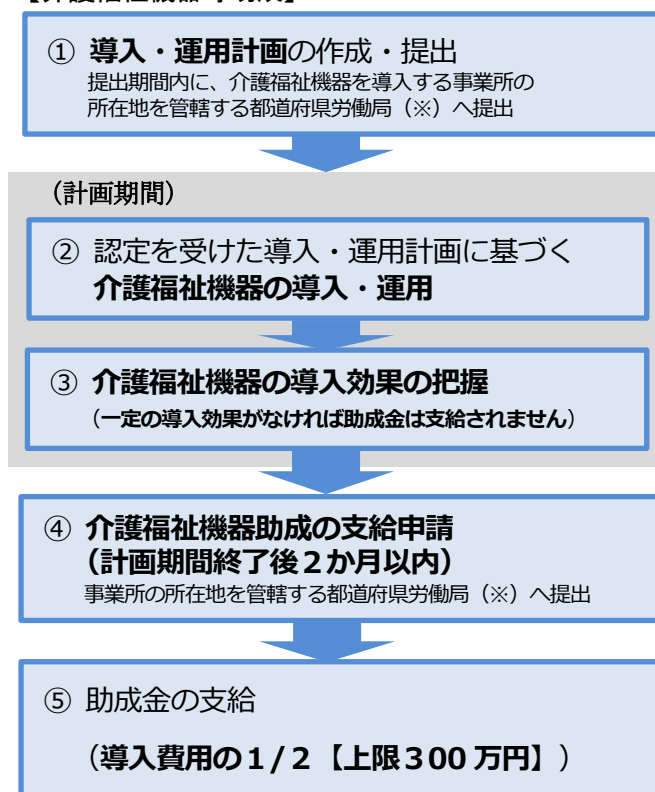 ① 導入・運用計画の作成・提出
提出期間内に、介護福祉機器を導入する事業所の
所在地を管轄する都道府県労働局（※）へ提出
（計画期間）
② 認定を受けた導入・運用計画に基づく
介護福祉機器の導入・運用
③ 介護福祉機器の導入効果の把握
（一定の導入効果がなければ助成金は支給されません）
④ 介護福祉機器助成の支給申請
（計画期間終了後２か月以内）
事業所の所在地を管轄する都道府県労働局（※）へ提出
⑤ 助成金の支給
（導入費用の１/２【上限３００万円】）